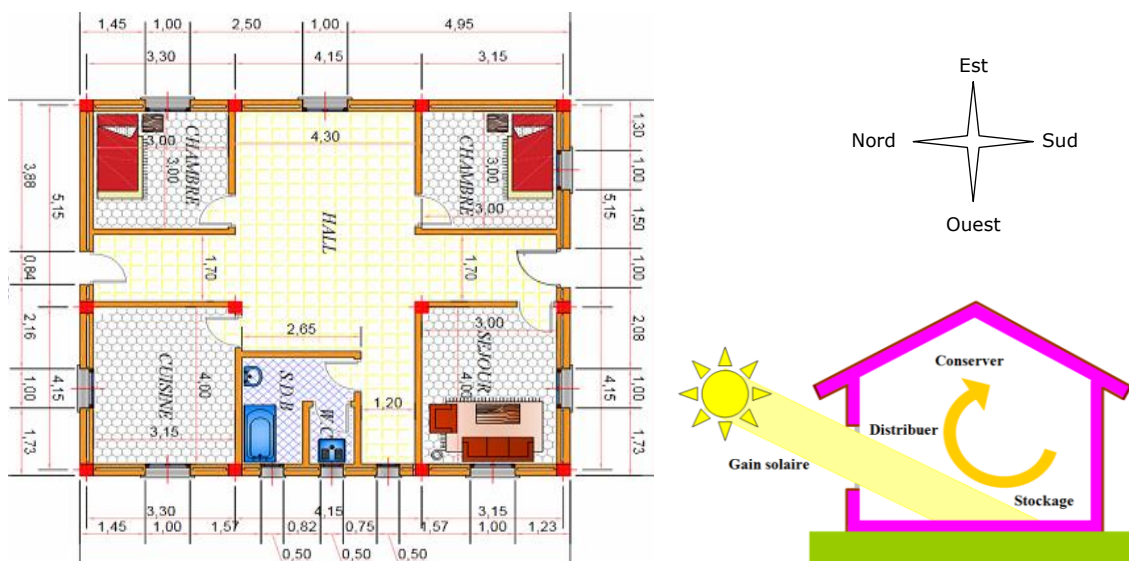 1,45 1,00 2,50 1,00 4,95
3,30 4,15 3,15
3,88
5,15
0,84
2,16
1,00
4,15
1,73
CHAMBRE
3,00
3,00
4,30
HALL
CHAMBRE
3,00
3,00
1,70
1,70
2,65
CUISINE
4,00
3,15
S.D.B
W.C
1,20
SEJOUR
3,00
4,00
1,30
1,00
1,50
5,15
1,00
2,08
1,00
4,15
1,73
3,30 4,15 3,15
1,45 1,00 1,57 0,82 0,75 1,57 1,00 1,23
0,50 0,50 0,50
Est
Nord Sud
Ouest
Conserver
Distribuer
Gain solaire
Stockage